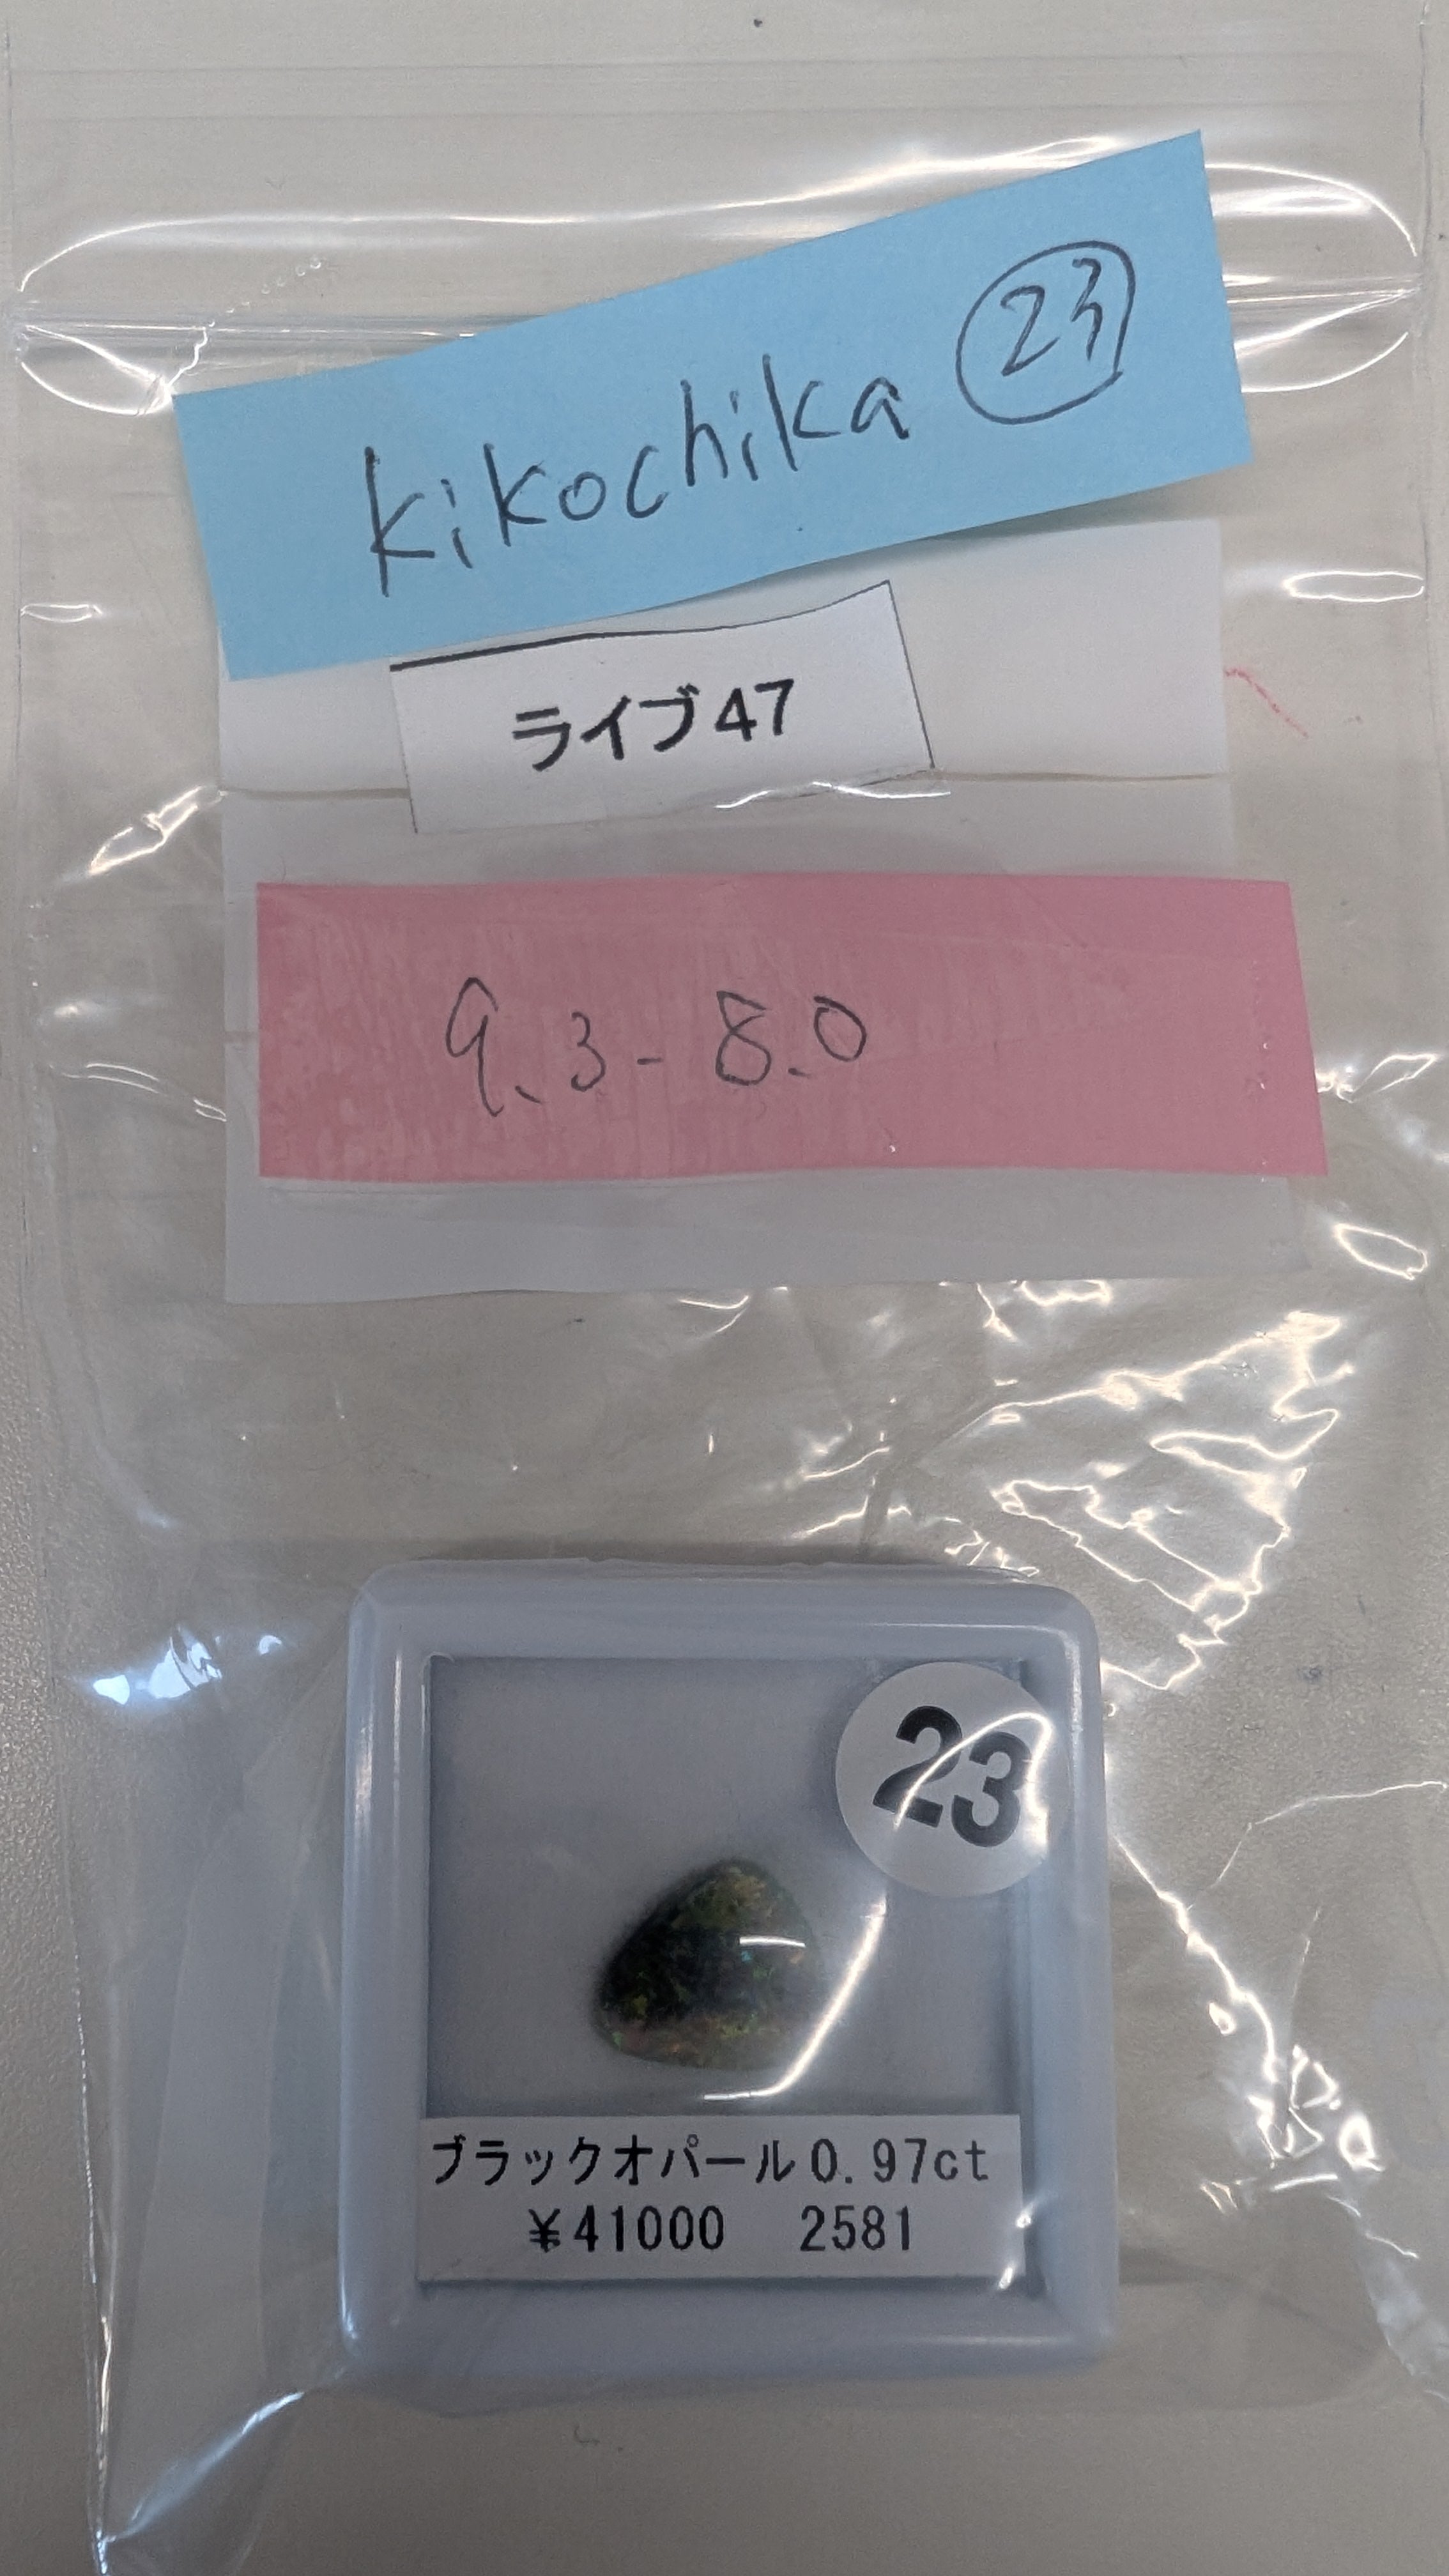 kikochika ㉓
ライブ47
9.3-8.0
23
ブラックオパール0.97ct
¥41000 2581